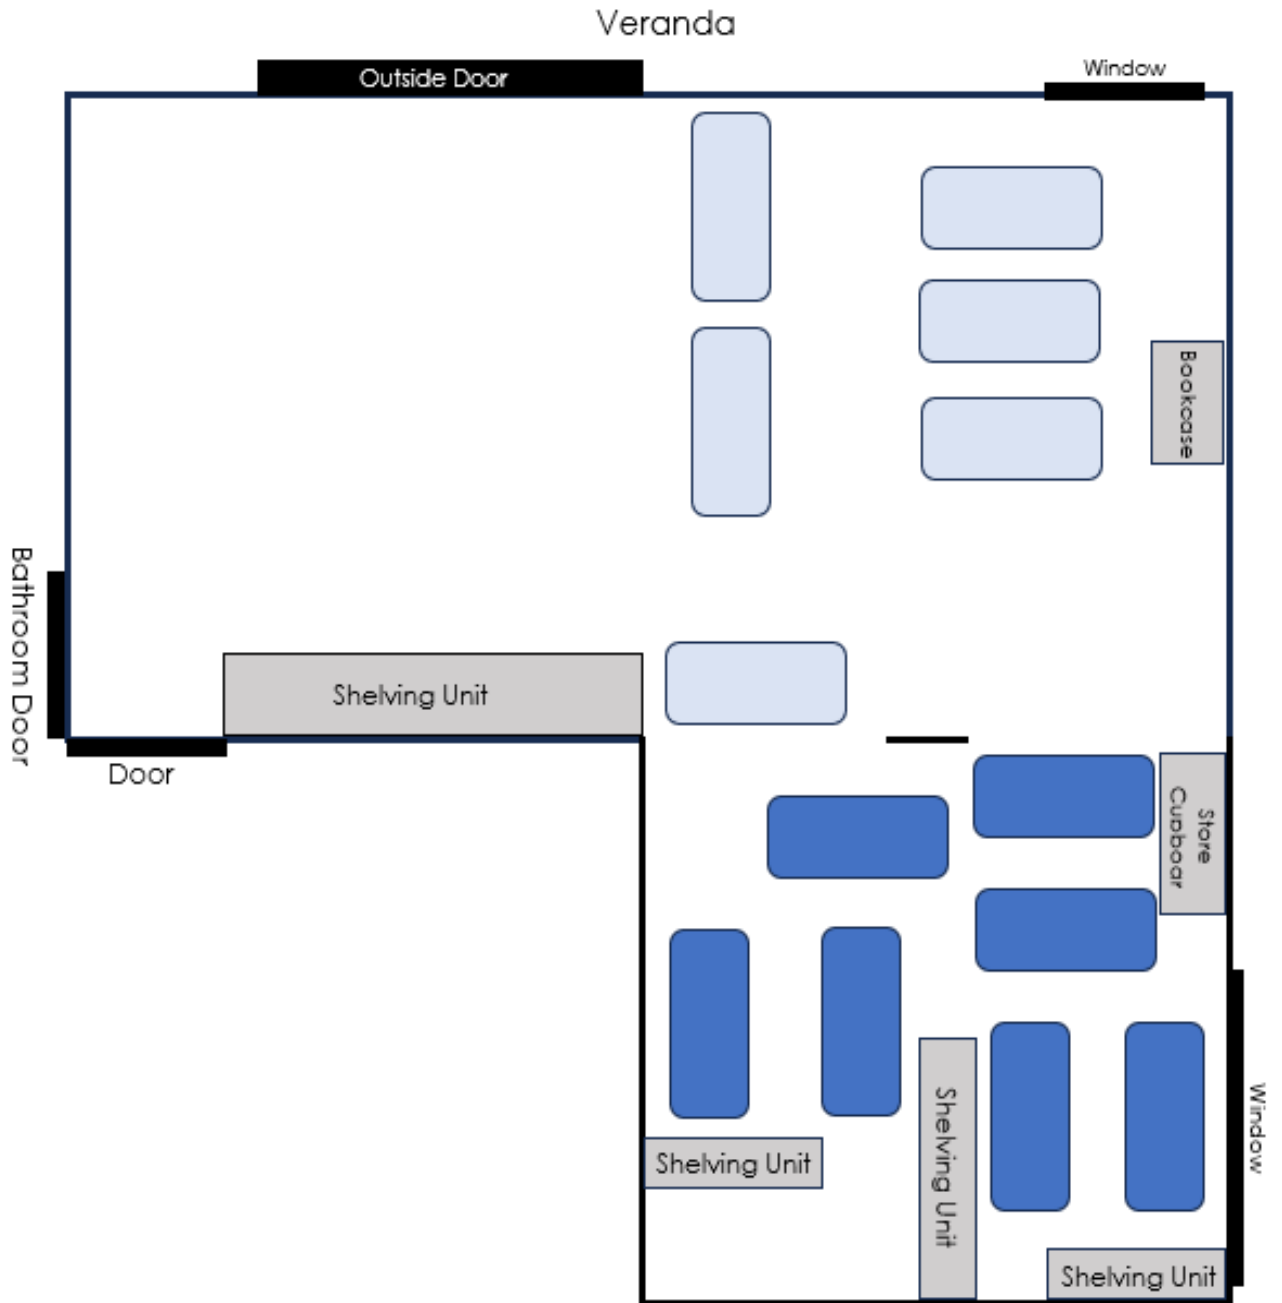 Veranda
Outside Door
Window
Bookcase
Bathroom Door
Shelving Unit
Door
Store
Cupboar
Shelving Unit
Shelving Unit
Window
Shelving Unit